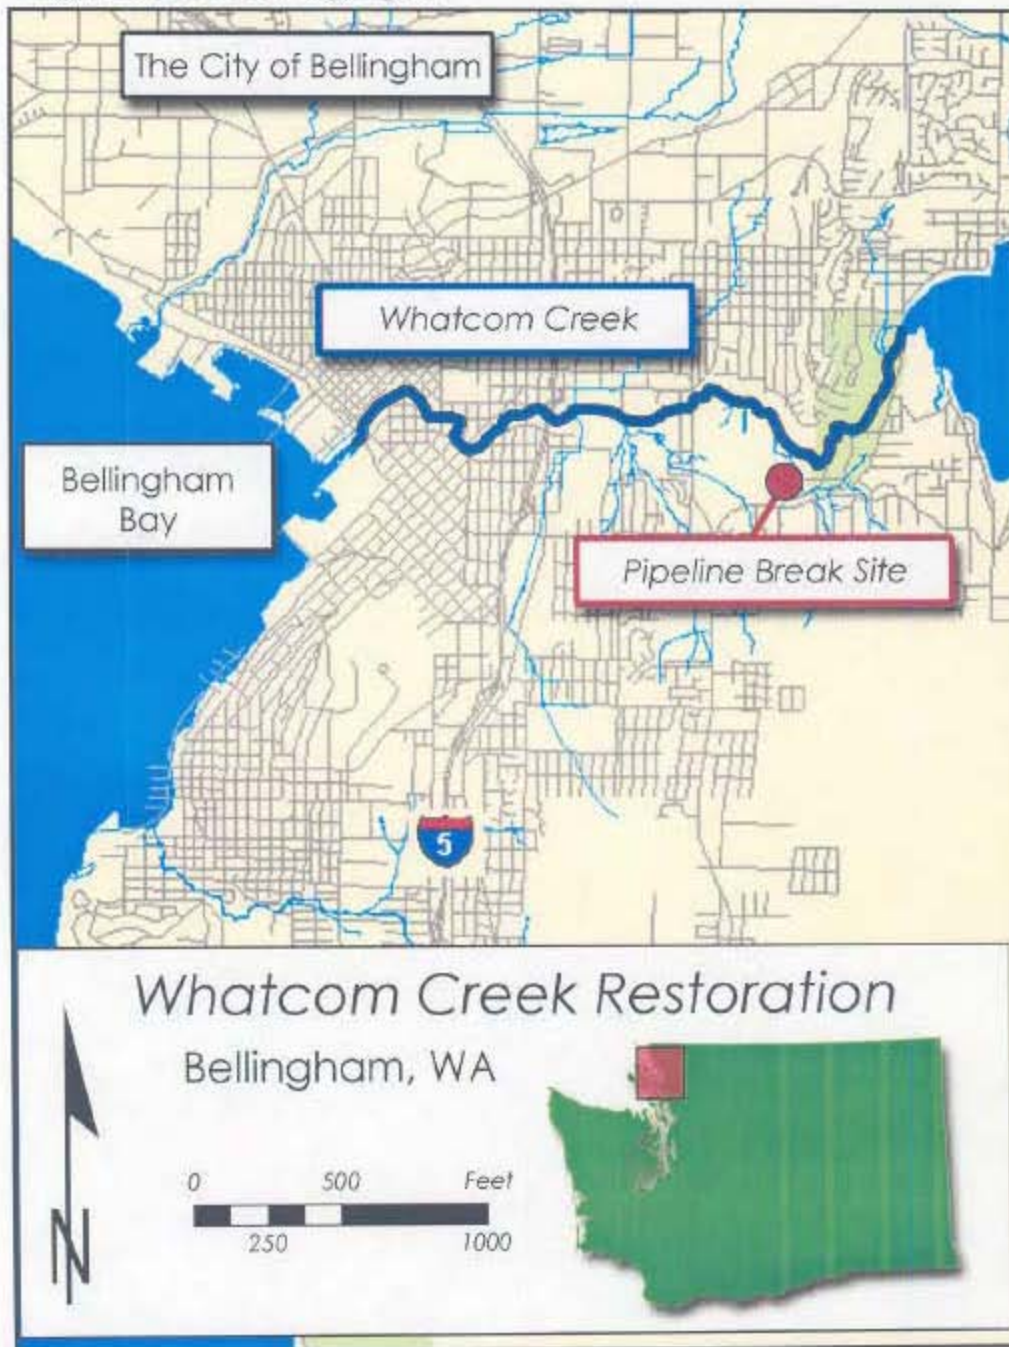 The City of Bellingham
Whatcom Creek
Bellingham
Bay
Pipeline Break Site
5
Whatcom Creek Restoration
Bellingham, WA
0 500 Feet
250 1000
N